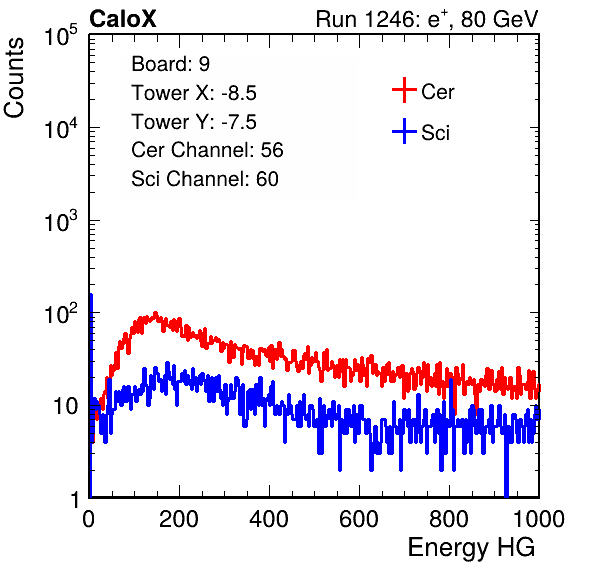 CaloX
Run 1246: e⁺, 80 GeV
Counts
10⁵
10⁴
10³
10²
10
1
Board: 9
Tower X: -8.5
Tower Y: -7.5
Cer Channel: 56
Sci Channel: 60
Cer
Sci
0 200 400 600 800 1000
Energy HG